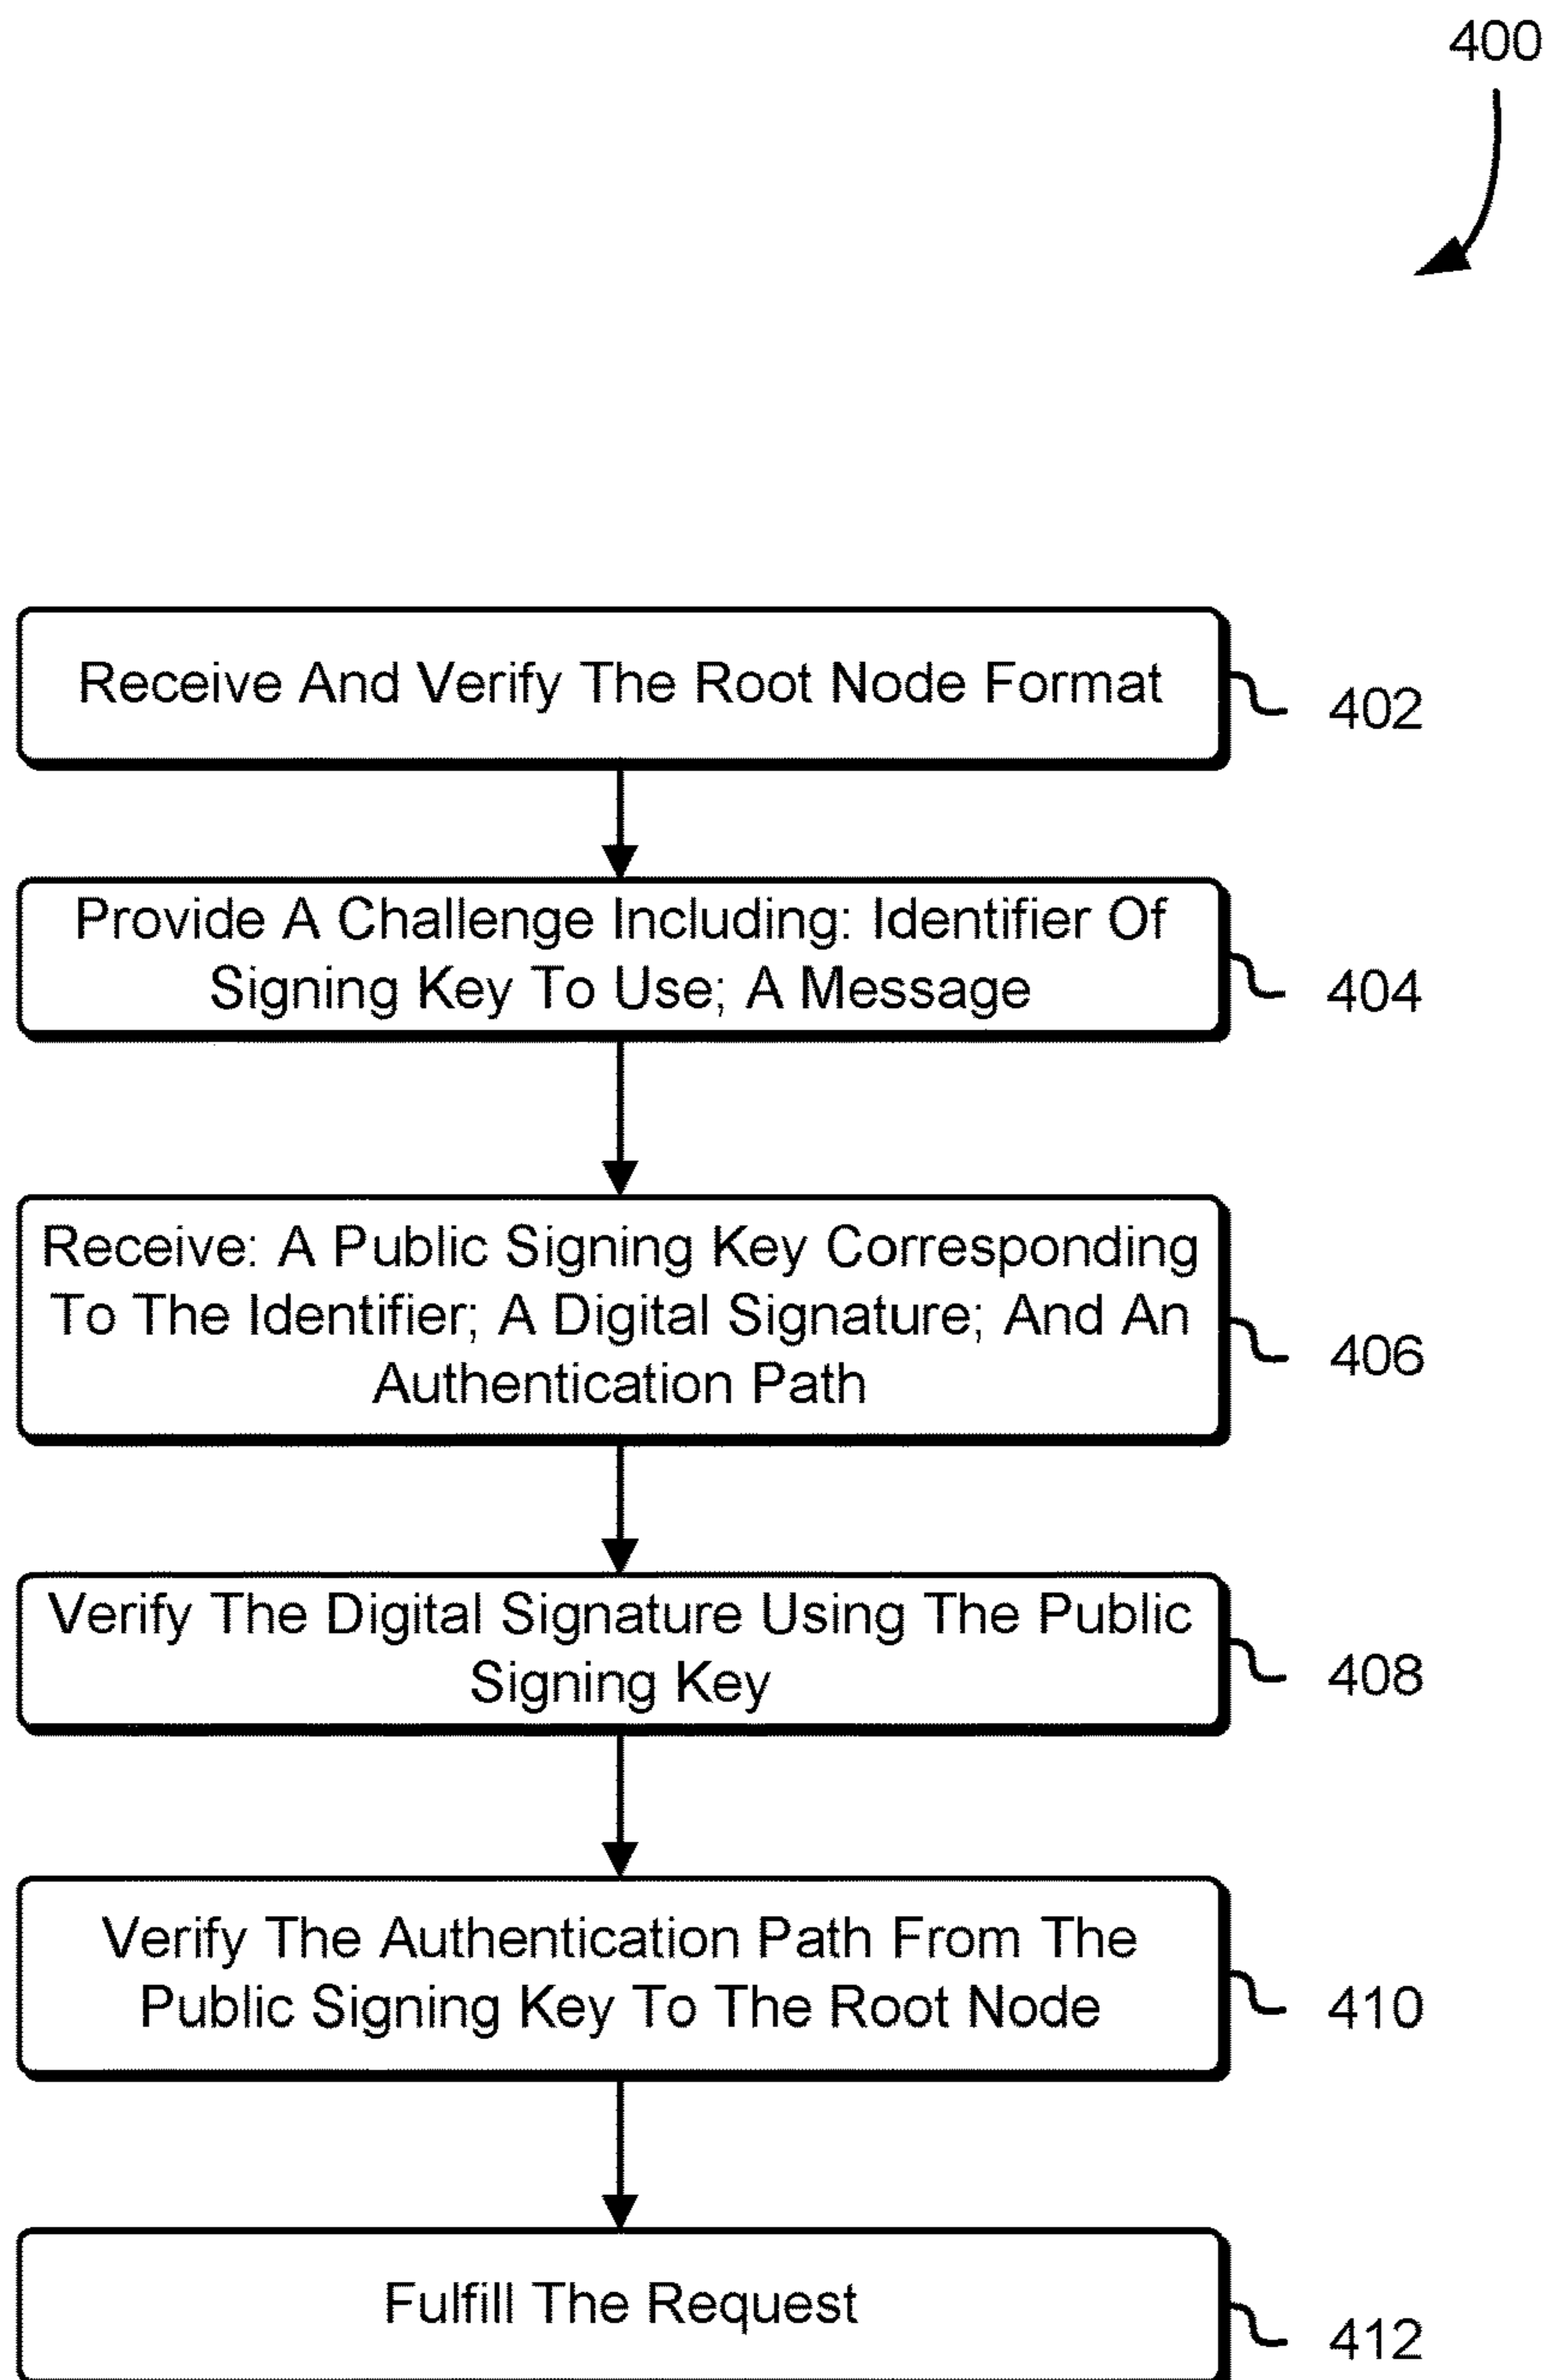 400
Receive And Verify The Root Node Format
402
Provide A Challenge Including: Identifier Of
Signing Key To Use; A Message
404
Receive: A Public Signing Key Corresponding
To The Identifier; A Digital Signature; And An
Authentication Path
406
Verify The Digital Signature Using The Public
Signing Key
408
Verify The Authentication Path From The
Public Signing Key To The Root Node
410
Fulfill The Request
412